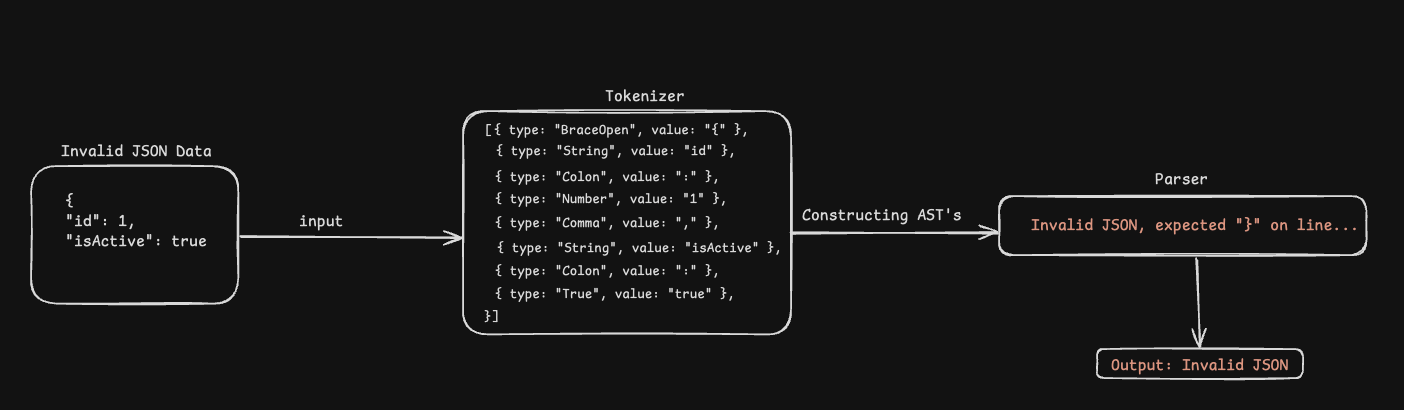 Invalid JSON Data
{
"id": 1,
"isActive": true
input
Tokenizer
[{ type: "BraceOpen", value: "{" },
{ type: "String", value: "id" },
{ type: "Colon", value: ":" },
{ type: "Number", value: "1" },
{ type: "Comma", value: "," },
{ type: "String", value: "isActive" },
{ type: "Colon", value: ":" },
{ type: "True", value: "true" },
}]
Constructing AST's
Parser
Invalid JSON, expected "}" on line...
Output: Invalid JSON